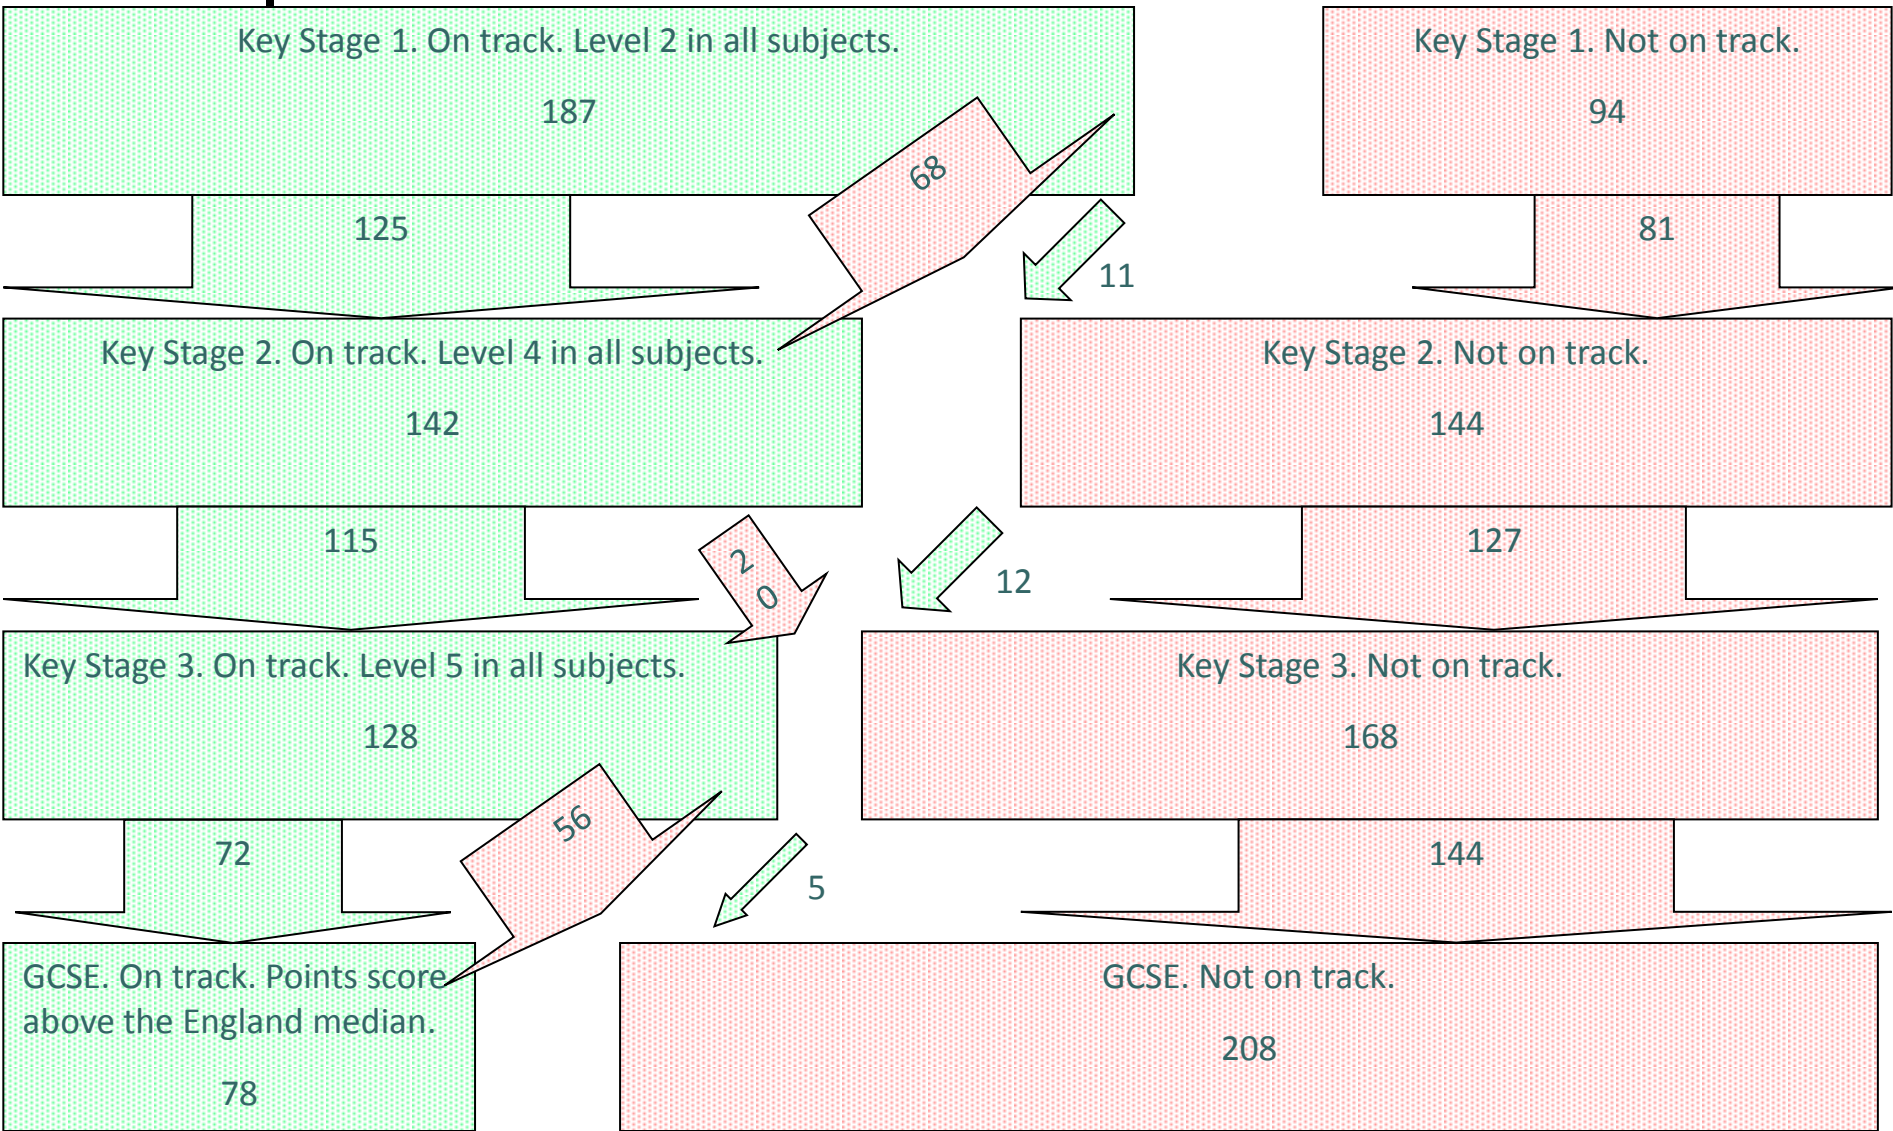 Key Stage 1. On track. Level 2 in all subjects.
187
Key Stage 1. Not on track.
94
68
125
11
81
Key Stage 2. On track. Level 4 in all subjects.
142
Key Stage 2. Not on track.
144
115
2
0
12
127
Key Stage 3. On track. Level 5 in all subjects.
128
Key Stage 3. Not on track.
168
56
72
5
144
GCSE. On track. Points score
above the England median.
78
GCSE. Not on track.
208